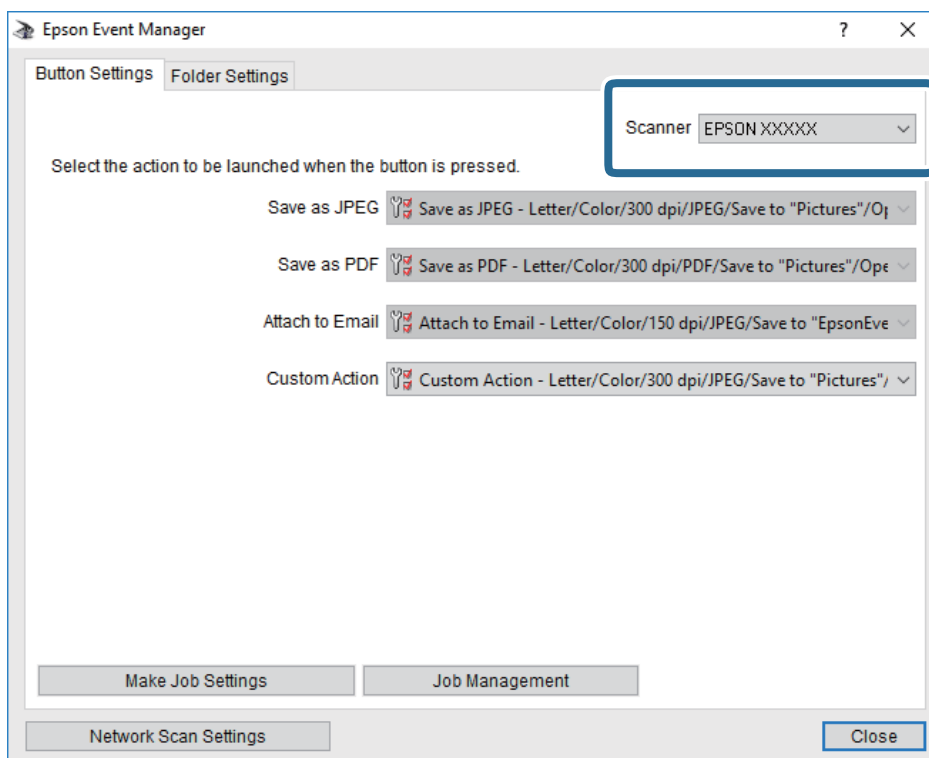 Epson Event Manager
Button Settings
Folder Settings
Scanner EPSON XXXXX
Select the action to be launched when the button is pressed.
Save as JPEG Save as JPEG - Letter/Color/300 dpi/JPEG/Save to "Pictures"/Op
Save as PDF Save as PDF - Letter/Color/300 dpi/PDF/Save to "Pictures"/Ope
Attach to Email Attach to Email - Letter/Color/150 dpi/JPEG/Save to "EpsonEve
Custom Action Custom Action - Letter/Color/300 dpi/JPEG/Save to "Pictures"/
Make Job Settings
Job Management
Network Scan Settings
Close